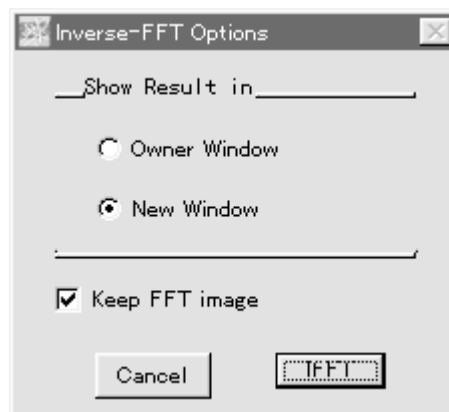 Inverse-FFT Options
Show Result in
Owner Window
New Window
Keep FFT image
Cancel
IFFT